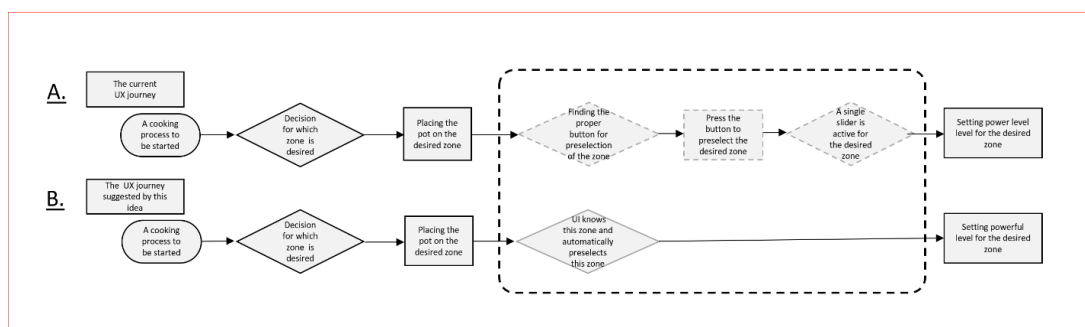 A.
The current
UX journey
A cooking
process to
be started
Decision
for which
zone is
desired
Placing the
pot on the
desired zone
Finding the
proper
button for
preselection
of the zone
Press the
button to
preselect the
desired zone
A single
slider is
active for
the desired
zone
Setting power level
level for the desired
zone
B.
The UX journey
suggested by this
idea
A cooking
process to
be started
Decision
for which
zone is
desired
Placing the
pot on the
desired zone
UI knows
this zone and
automatically
preselects
this zone
Setting powerful
level for the desired
zone